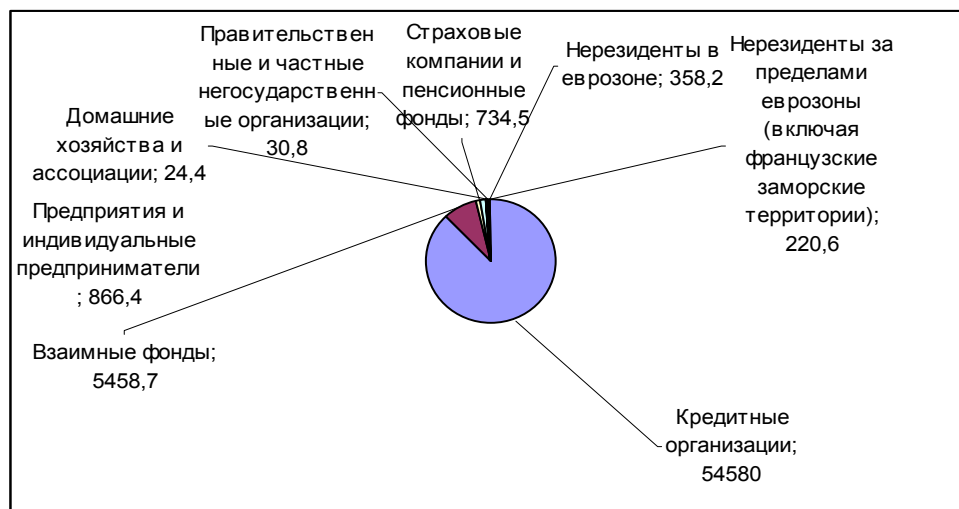 Правительствен
ные и частные
негосударствен
ные организации;
30,8
Страховые
компании и
пенсионные
фонды; 734,5
Нерезиденты в
еврозоне; 358,2
Нерезиденты за
пределами
еврозоны
(включая
французские
заморские
территории);
220,6
Домашние
хозяйства и
ассоциации; 24,4
Предприятия и
индивидуальные
предприниматели
; 866,4
Взаимные фонды;
5458,7
Кредитные
организации;
54580